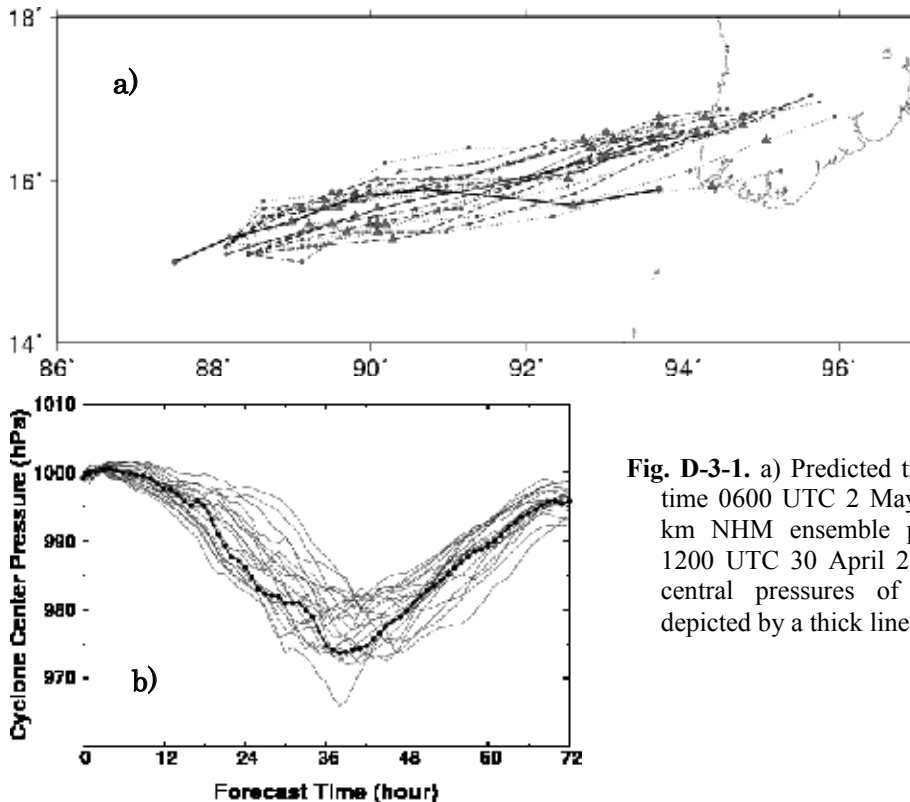 18˚
a)
16˚
14˚
86˚ 88˚ 90˚ 92˚ 94˚ 96˚
1010
1000
990
980
970
Cyclone Center Pressure (hPa)
b)
0 12 24 36 48 60 72
Forecast Time (hour)
Fig. D-3-1. a) Predicted
time 0600 UTC 2 May
km NHM ensemble
1200 UTC 30 April 2
central pressures of
depicted by a thick line